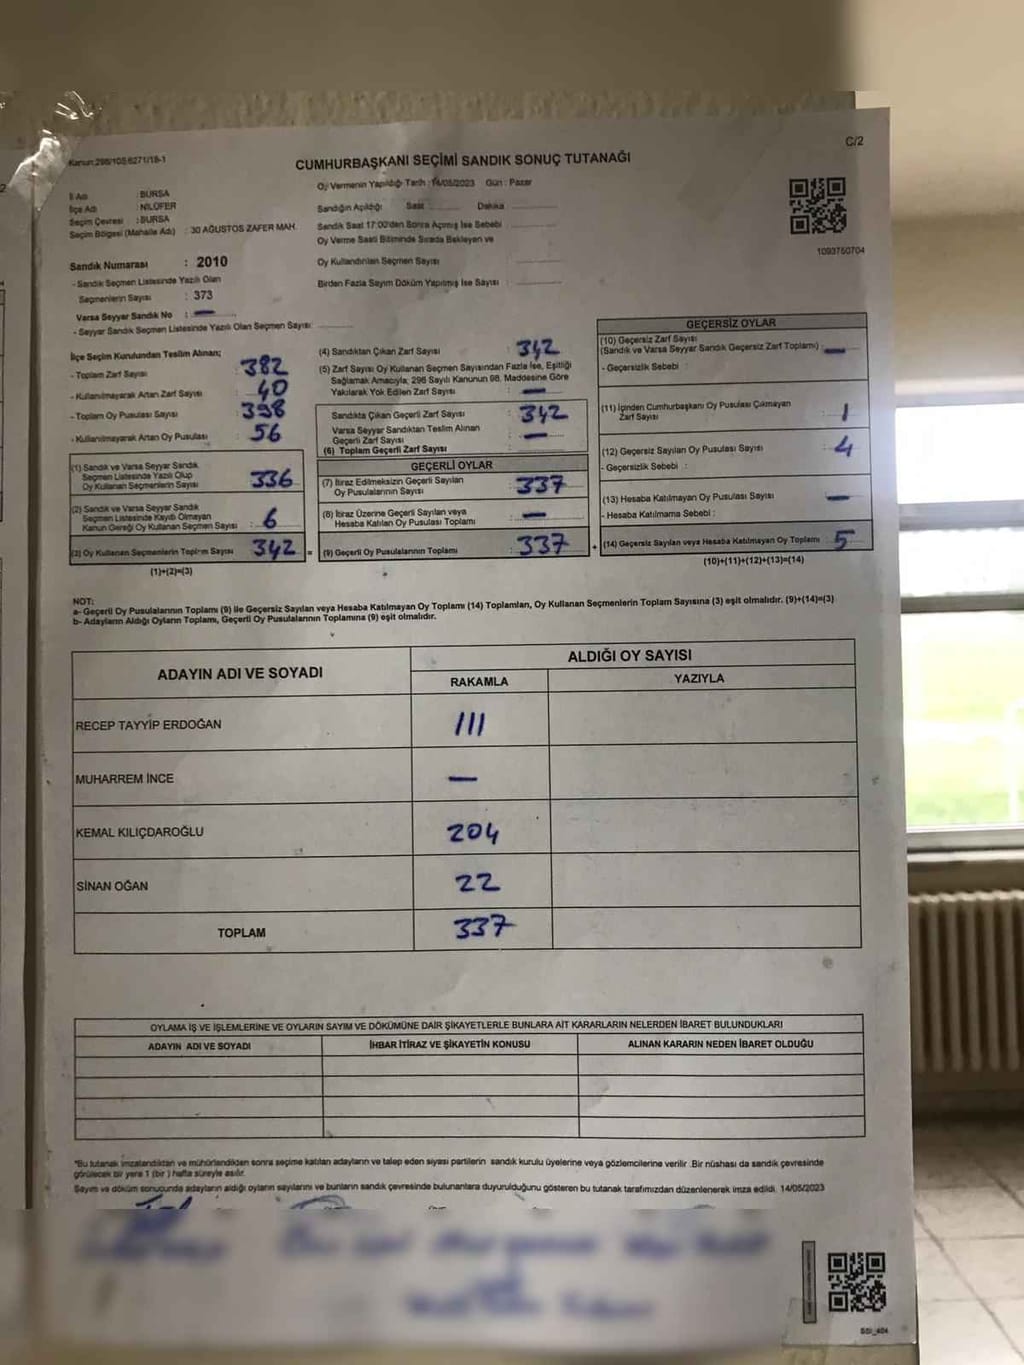 C/2
Kanun:298/105 6271/18-1
CUMHURBAŞKANI SEÇİMİ SANDIK SONUÇ TUTANAĞI
İl Adı : BURSA
İlçe Adı : NİLÜFER
Seçim Çevresi : BURSA
Seçim Bölgesi (Mahalle Adı) : 30 AĞUSTOS ZAFER MAH.
Oy Vermenin Yapıldığı Tarih : 14/05/2023 Gün : Pazar
Sandığın Açıldığı Saat Dakika
Sandık Saat 17:00'den Sonra Açmış İse Sebebi
Oy Verme Saati Bitiminde Sırada Bekleyen ve
Oy Kullandırılan Seçmen Sayısı
Birden Fazla Sayım Döküm Yapılmış İse Sayısı :
1093750704
Sandık Numarası : 2010
- Sandık Seçmen Listesinde Yazılı Olan
Seçmenlerin Sayısı : 373
Varsa Seyyar Sandık No : —
- Seyyar Sandık Seçmen Listesinde Yazılı Olan Seçmen Sayısı:
İlçe Seçim Kurulundan Teslim Alınan;
- Toplam Zarf Sayısı : 382
- Kullanılmayarak Artan Zarf Sayısı : 40
- Toplam Oy Pusulası Sayısı : 398
- Kullanılmayarak Artan Oy Pusulası : 56
(1) Sandık ve Varsa Seyyar Sandık
Seçmen Listesinde Yazılı Olup
Oy Kullanan Seçmenlerin Sayısı : 336
(2) Sandık ve Varsa Seyyar Sandık
Seçmen Listesinde Kayıtlı Olmayan
Kanun Gereği Oy Kullanan Seçmen Sayısı : 6
(3) Oy Kullanan Seçmenlerin Toplam Sayısı : 342 =
(1)+(2)=(3)
(4) Sandıktan Çıkan Zarf Sayısı : 342
(5) Zarf Sayısı Oy Kullanan Seçmen Sayısından Fazla İse, Eşitliği
Sağlamak Amacıyla, 298 Sayılı Kanunun 98. Maddesine Göre
Yakılarak Yok Edilen Zarf Sayısı : —
Sandıkta Çıkan Geçerli Zarf Sayısı : 342
Varsa Seyyar Sandıktan Teslim Alınan
Geçerli Zarf Sayısı : —
(6) Toplam Geçerli Zarf Sayısı :
GEÇERLİ OYLAR
(7) İtiraz Edilmeksizin Geçerli Sayılan
Oy Pusulalarının Sayısı : 337
(8) İtiraz Üzerine Geçerli Sayılan veya
Hesaba Katılan Oy Pusulası Toplamı : —
(9) Geçerli Oy Pusulalarının Toplamı : 337 +
GEÇERSİZ OYLAR
(10) Geçersiz Zarf Sayısı
(Sandık ve Varsa Seyyar Sandık Geçersiz Zarf Toplamı) : —
- Geçersizlik Sebebi :
(11) İçinden Cumhurbaşkanı Oy Pusulası Çıkmayan
Zarf Sayısı : 1
(12) Geçersiz Sayılan Oy Pusulası Sayısı : 4
- Geçersizlik Sebebi :
(13) Hesaba Katılmayan Oy Pusulası Sayısı : —
- Hesaba Katılmama Sebebi :
(14) Geçersiz Sayılan veya Hesaba Katılmayan Oy Toplamı : 5
(10)+(11)+(12)+(13)=(14)
NOT:
a- Geçerli Oy Pusulalarının Toplamı (9) ile Geçersiz Sayılan veya Hesaba Katılmayan Oy Toplamı (14) Toplamları, Oy Kullanan Seçmenlerin Toplam Sayısına (3) eşit olmalıdır. (9)+(14)=(3)
b- Adayların Aldığı Oyların Toplamı, Geçerli Oy Pusulalarının Toplamına (9) eşit olmalıdır.
ADAYIN ADI VE SOYADI
ALDIĞI OY SAYISI
RAKAMLA YAZIYLA
RECEP TAYYİP ERDOĞAN 111
MUHARREM İNCE —
KEMAL KILIÇDAROĞLU 204
SİNAN OĞAN 22
TOPLAM 337
OYLAMA İŞ VE İŞLEMLERİNE VE OYLARIN SAYIM VE DÖKÜMÜNE DAİR ŞİKAYETLERLE BUNLARA AİT KARARLARIN NELERDEN İBARET BULUNDUKLARI
ADAYIN ADI VE SOYADI İHBAR İTİRAZ VE ŞİKAYETİN KONUSU ALINAN KARARIN NEDEN İBARET OLDUĞU
*Bu tutanak imzalandıktan ve mühürlendikten sonra seçime katılan adayların ve talep eden siyasi partilerin sandık kurulu üyelerine veya gözlemcilerine verilir. Bir nüshası da sandık çevresinde
görülecek bir yere 1 (bir) hafta süreyle asılır.
Sayım ve döküm sonucunda adayların aldığı oyların sayılarını ve bunların sandık çevresinde bulunanlara duyurulduğunu gösteren bu tutanak tarafımızdan düzenlenerek imza edildi. 14/05/2023